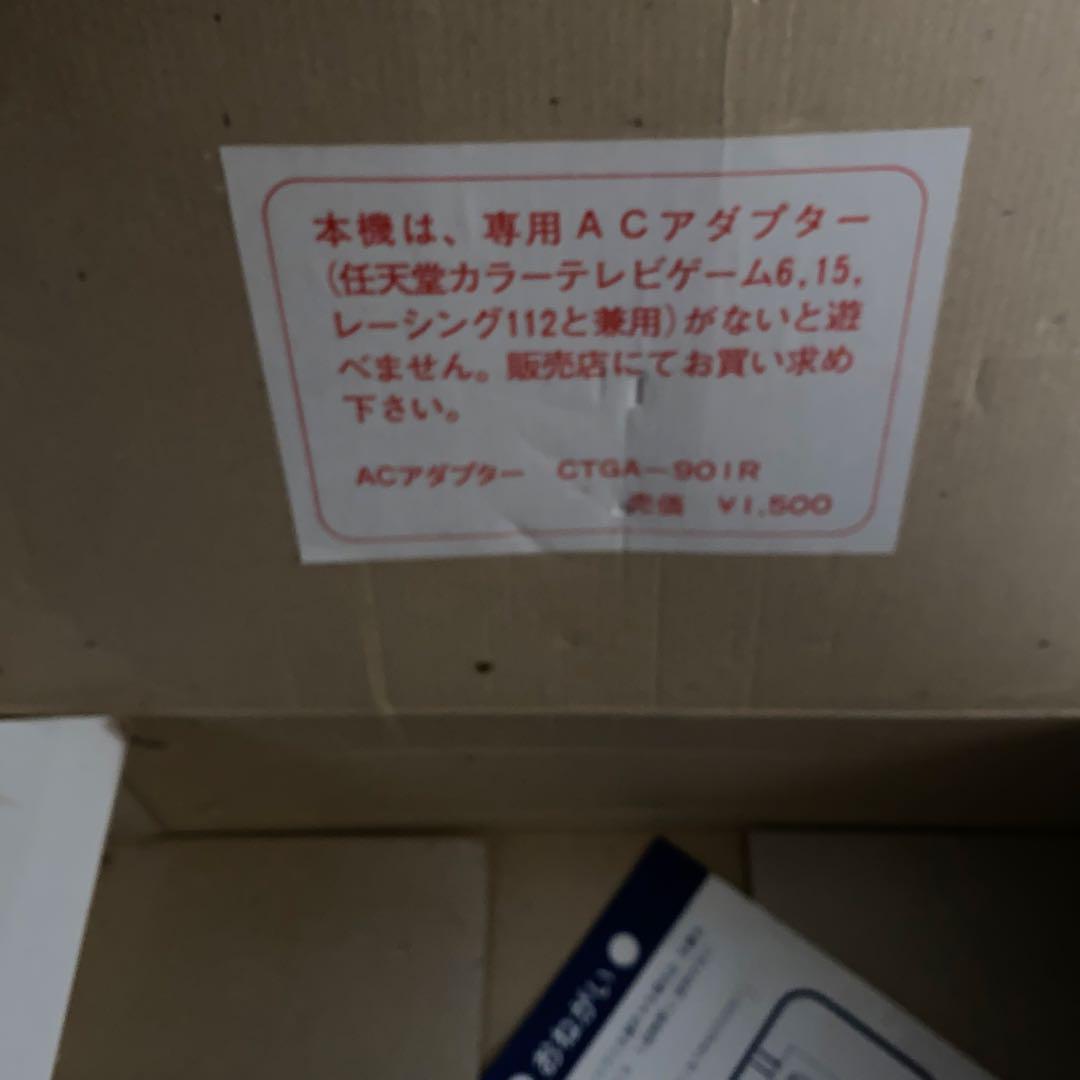 本機は、専用ACアダプター
(任天堂カラーテレビゲーム6,15,
レーシング112と兼用)がないと遊
べません。販売店にてお買い求め
下さい。
ACアダプター CTGA-901R
売価 ¥1,500
おねがい